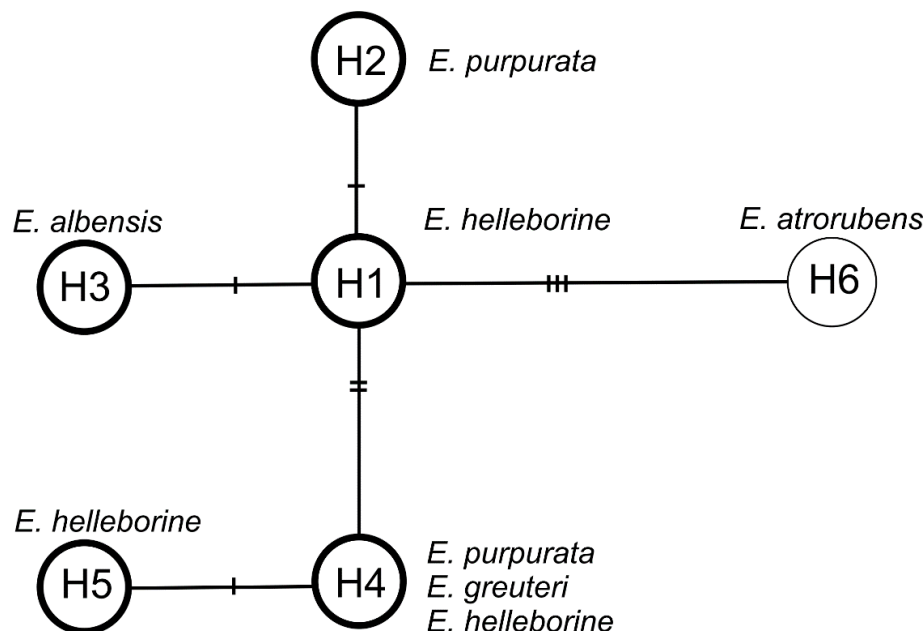 H2
E. purpurata
E. albensis
E. helleborine
E. atrorubens
H3
H1
H6
E. helleborine
H5
H4
E. purpurata
E. greuteri
E. helleborine